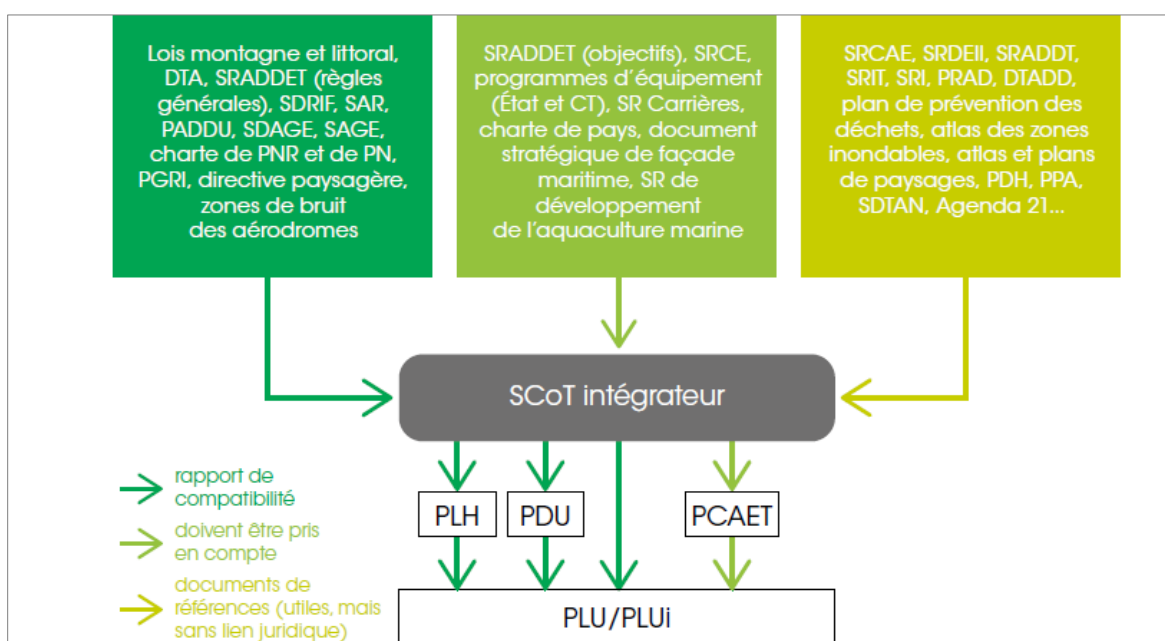 Lois montagne et littoral,
DTA, SRADDET (règles
générales), SDRIF, SAR,
PADDU, SDAGE, SAGE,
charte de PNR et de PN,
PGRI, directive paysagère,
zones de bruit
des aérodromes
SRADDET (objectifs), SRCE,
programmes d'équipement
(État et CT), SR Carrières,
charte de pays, document
stratégique de façade
maritime, SR de
développement
de l'aquaculture marine
SRCAE, SRDEII, SRADDT,
SRIT, SRI, PRAD, DTADD,
plan de prévention des
déchets, atlas des zones
inondables, atlas et plans
de paysages, PDH, PPA,
SDTAN, Agenda 21...
SCoT intégrateur
rapport de
compatibilité
doivent être pris
en compte
documents de
références (utiles, mais
sans lien juridique)
PLH
PDU
PCAET
PLU/PLUi